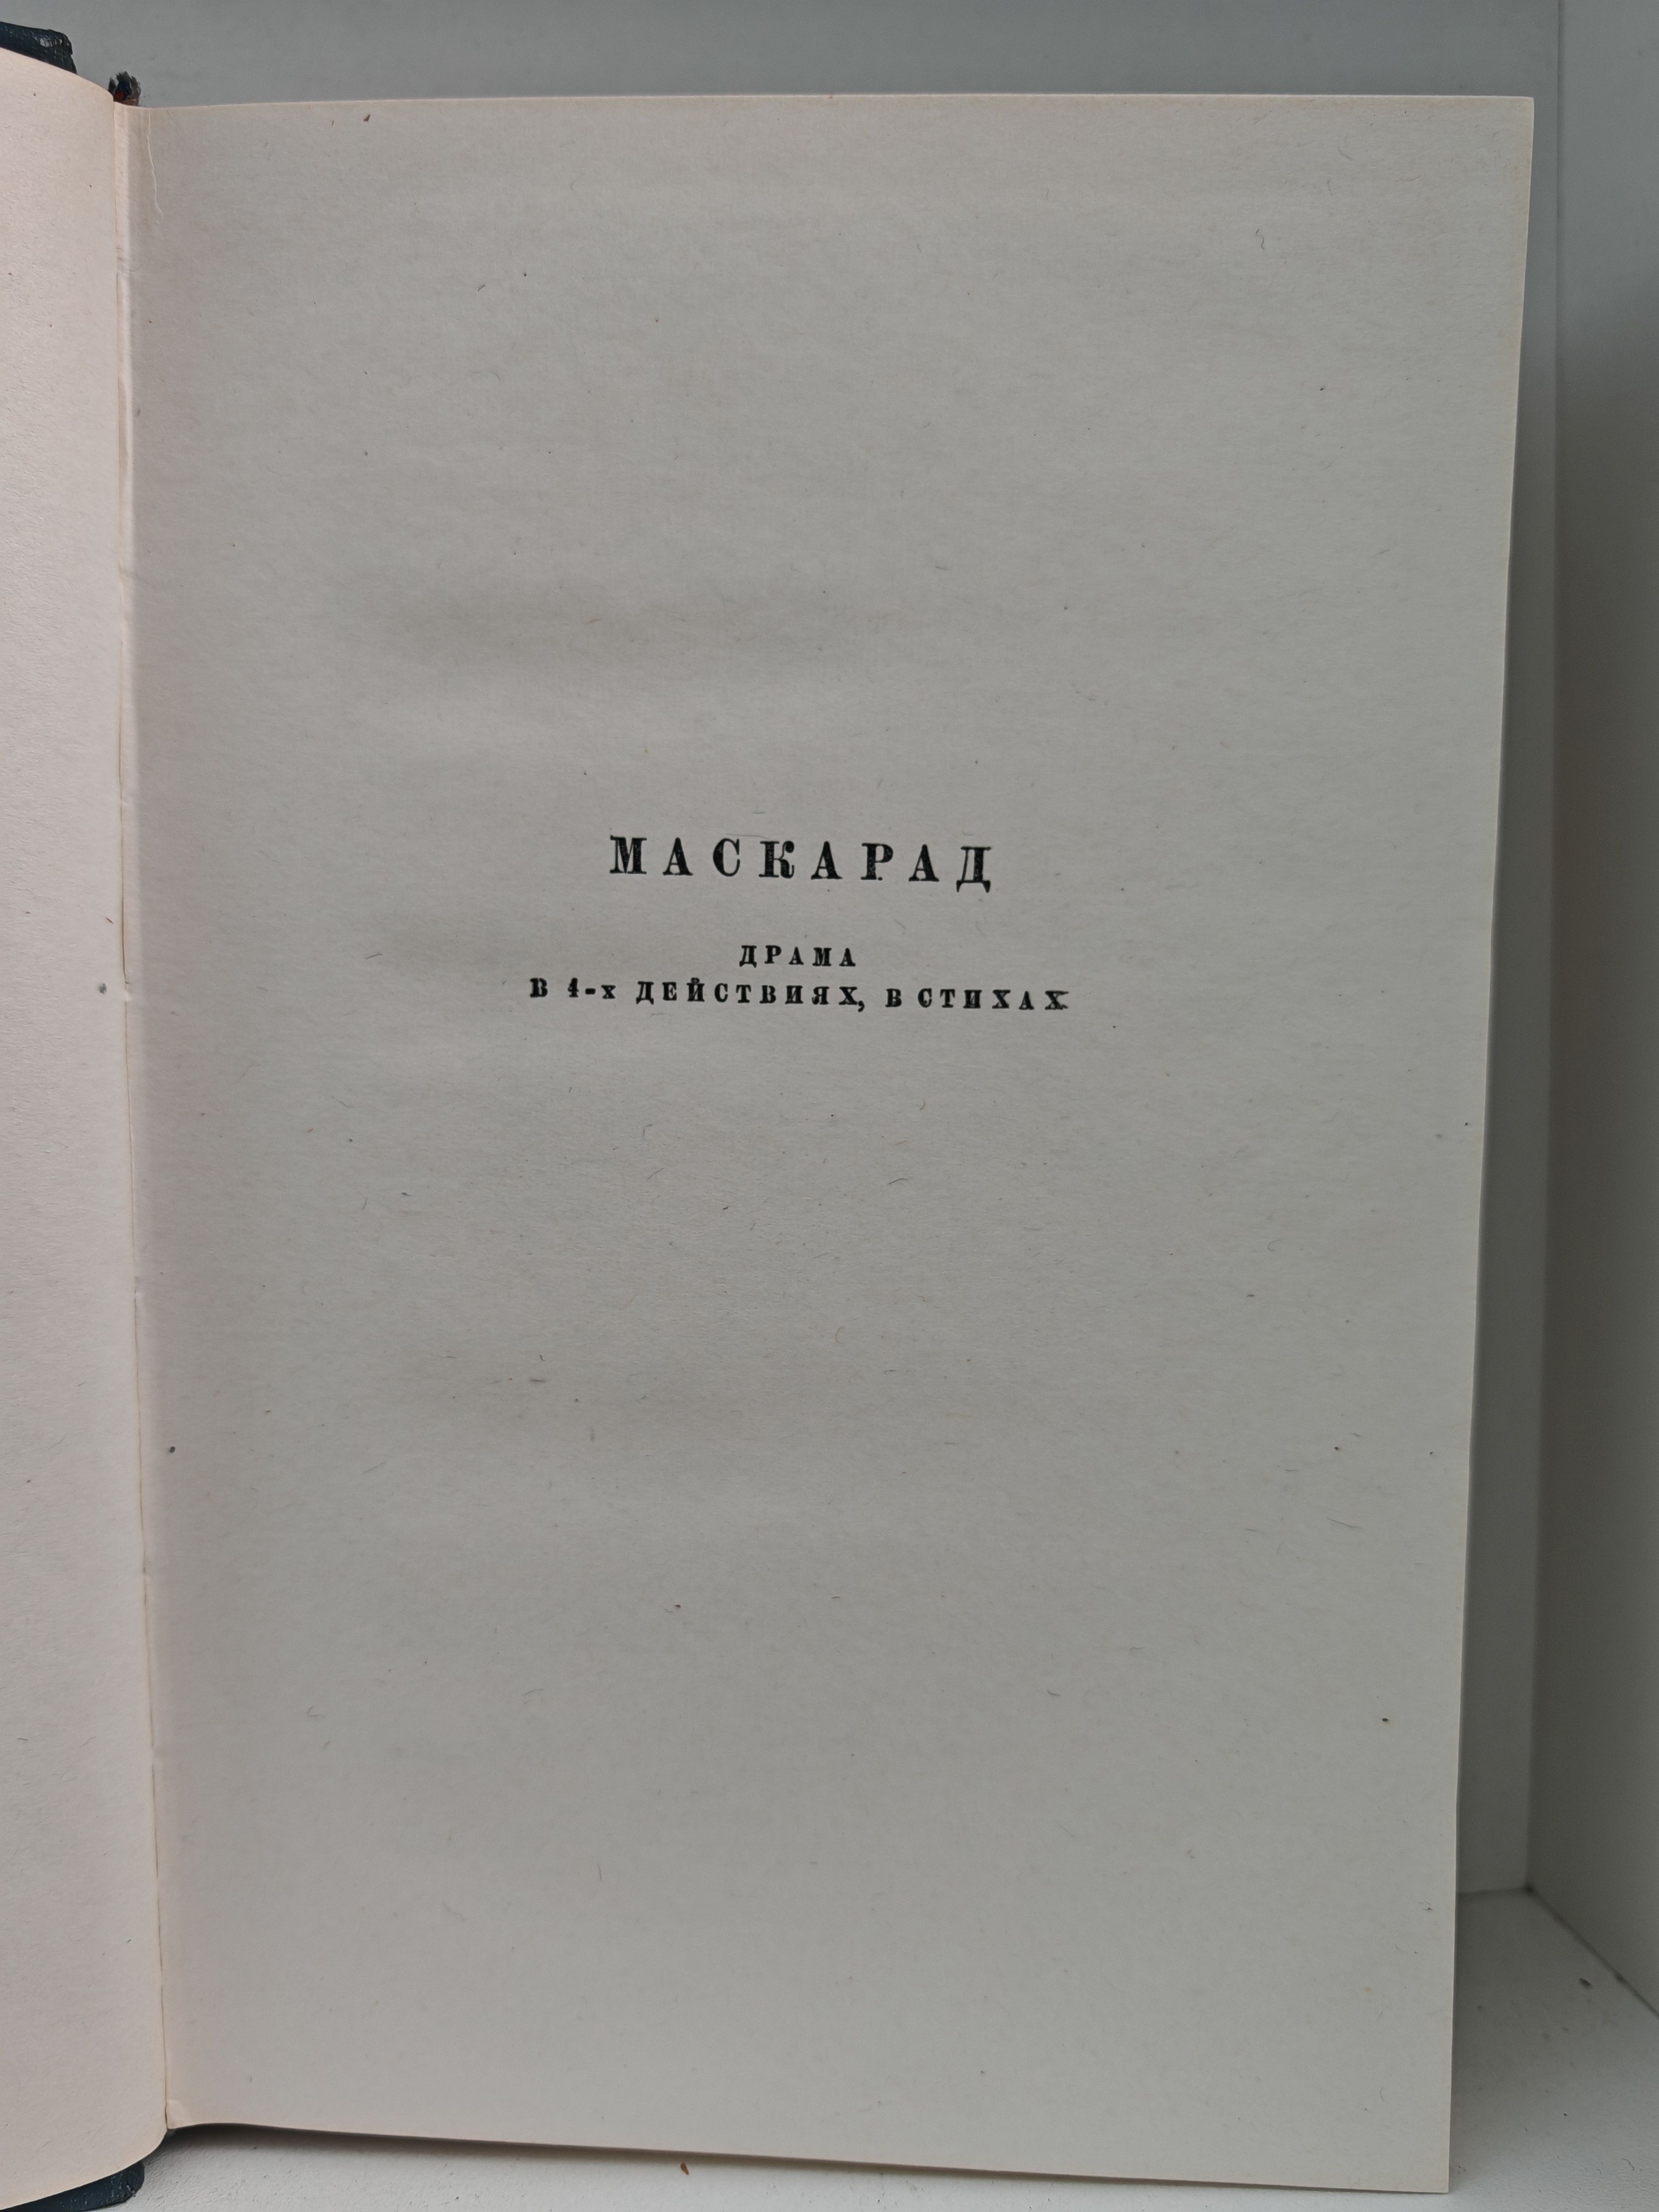 МАСКАРАД
ДРАМА
В 4-х ДЕЙСТВИЯХ, В СТИХАХ